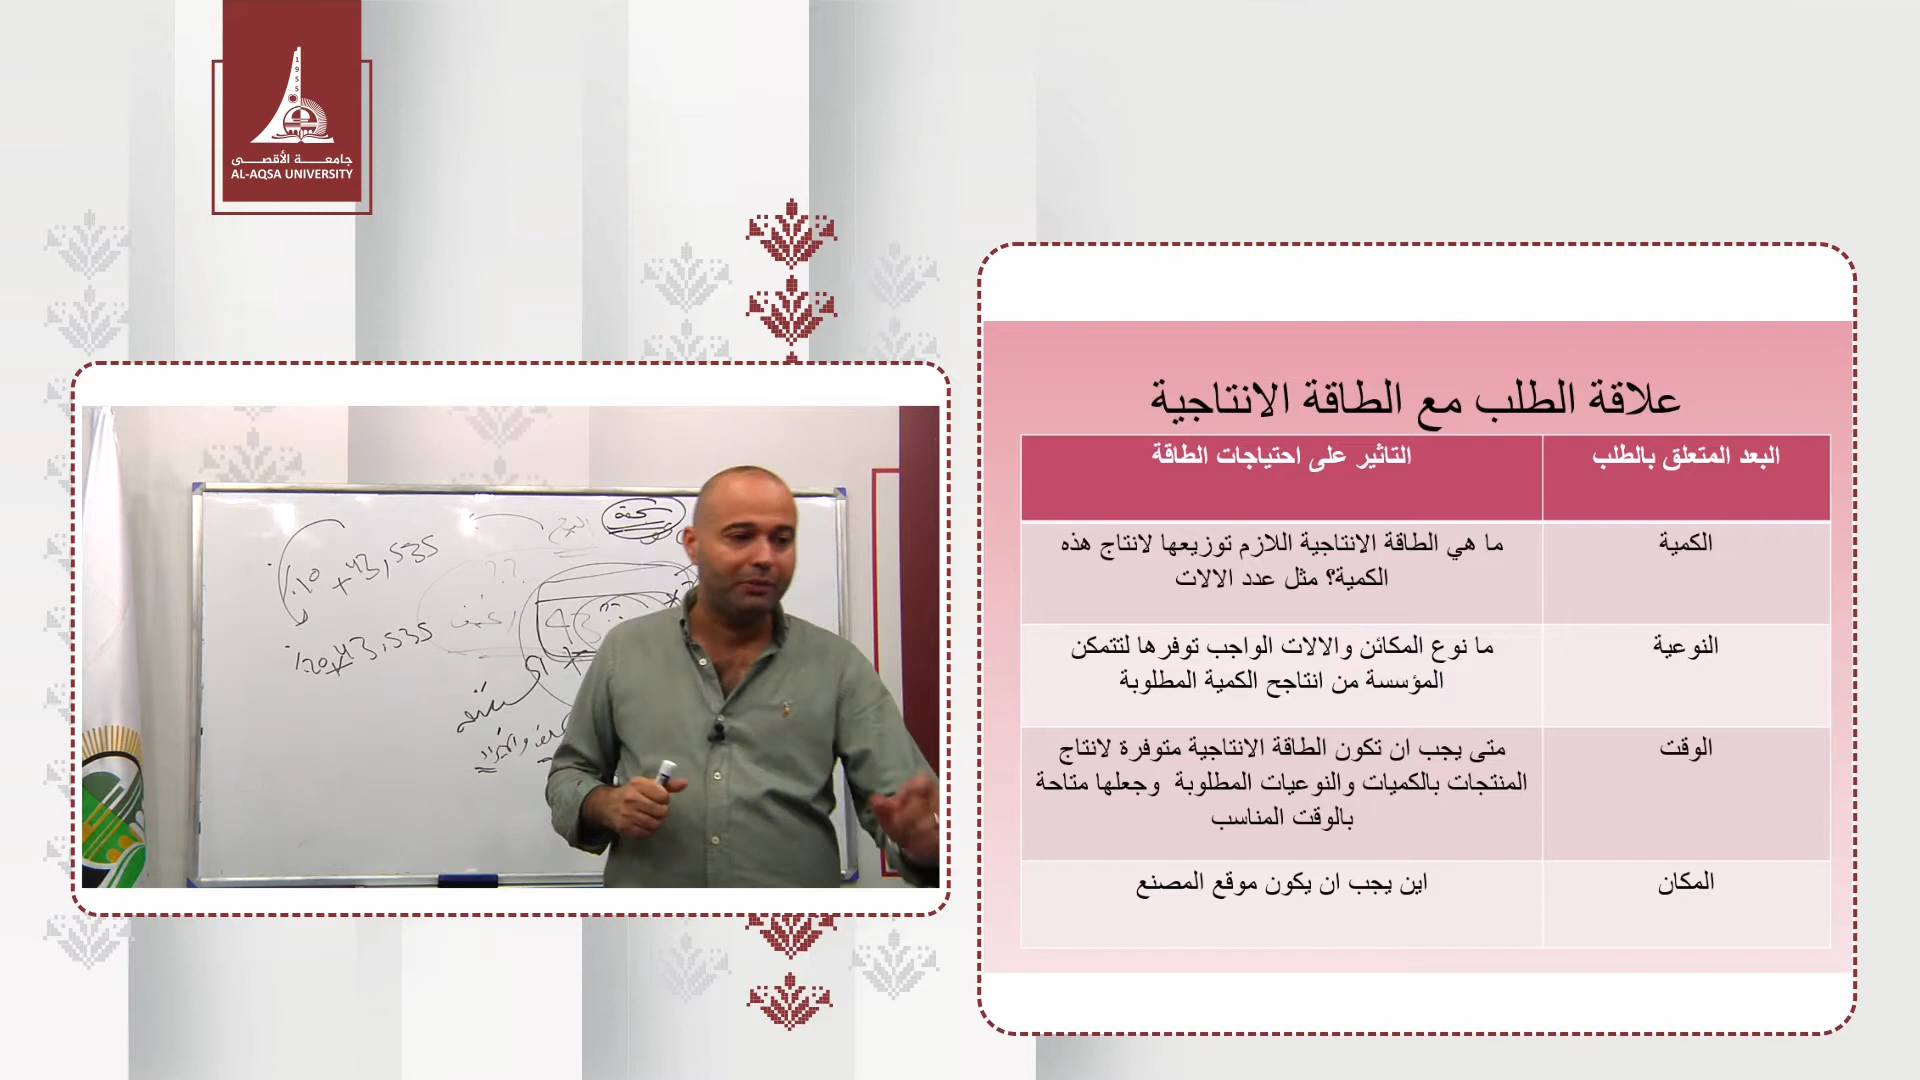 1955
جامعة الأقصى
AL-AQSA UNIVERSITY
علاقة الطلب مع الطاقة الانتاجية
البعد المتعلق بالطلب
التاثير على احتياجات الطاقة
الكمية
ما هي الطاقة الانتاجية اللازم توزيعها لانتاج هذه
الكمية؟ مثل عدد الالات
النوعية
ما نوع المكائن والالات الواجب توفرها لتتمكن
المؤسسة من انتاجح الكمية المطلوبة
الوقت
متى يجب ان تكون الطاقة الانتاجية متوفرة لانتاج
المنتجات بالكميات والنوعيات المطلوبة وجعلها متاحة
بالوقت المناسب
المكان
اين يجب ان يكون موقع المصنع
43,535
43,535